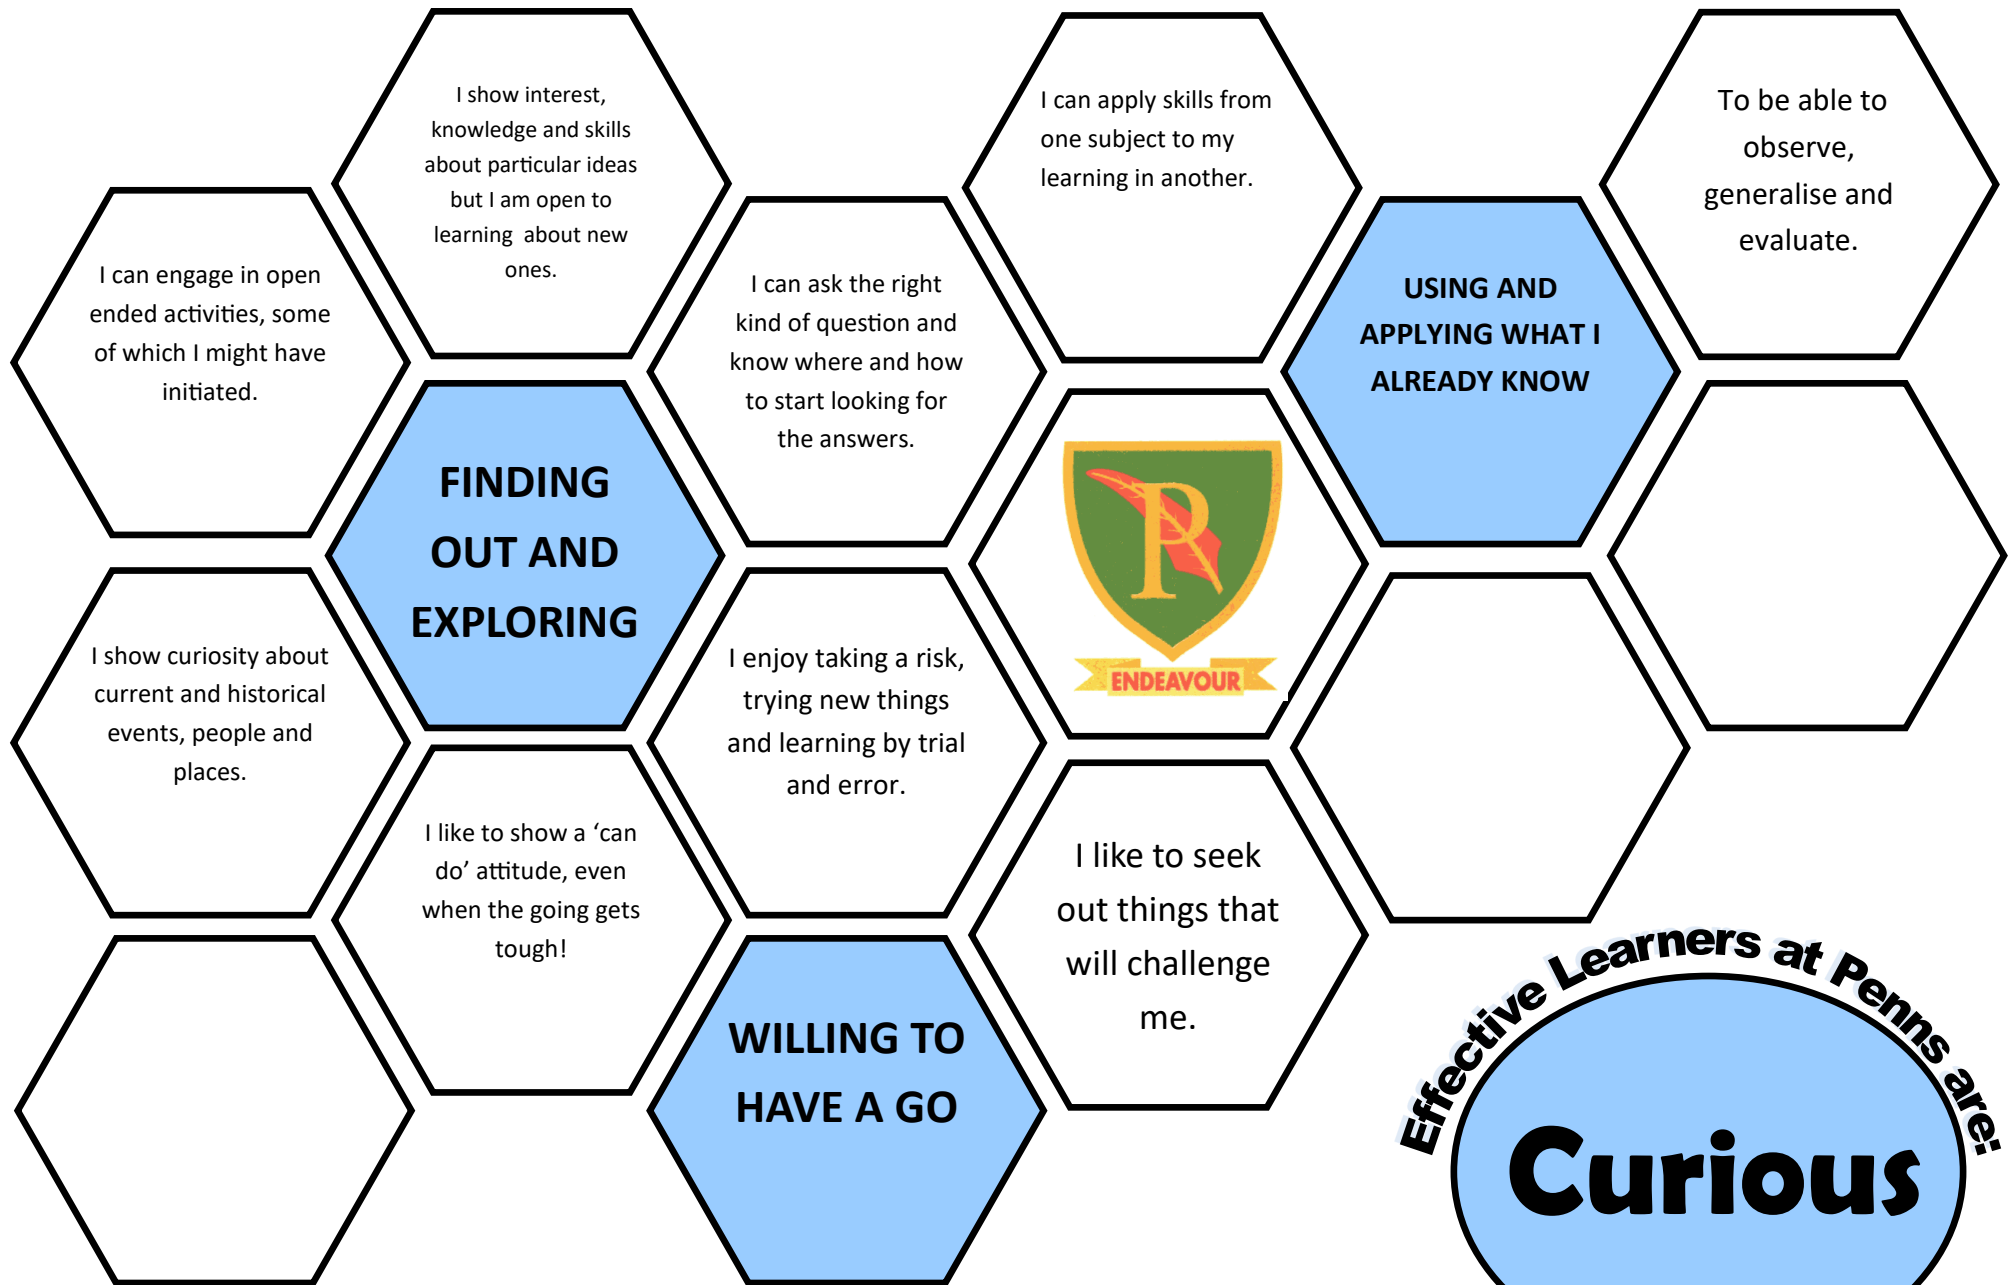 I show interest,
knowledge and skills
about particular ideas
but I am open to
learning about new
ones.
I can apply skills from
one subject to my
learning in another.
To be able to
observe,
generalise and
evaluate.
I can engage in open
ended activities, some
of which I might have
initiated.
I can ask the right
kind of question and
know where and how
to start looking for
the answers.
USING AND
APPLYING WHAT I
ALREADY KNOW
FINDING
OUT AND
EXPLORING
P
ENDEAVOUR
I show curiosity about
current and historical
events, people and
places.
I enjoy taking a risk,
trying new things
and learning by trial
and error.
I like to show a ‘can
do’ attitude, even
when the going gets
tough!
I like to seek
out things that
will challenge
me.
WILLING TO
HAVE A GO
Effective Learners at Penns are:
Curious